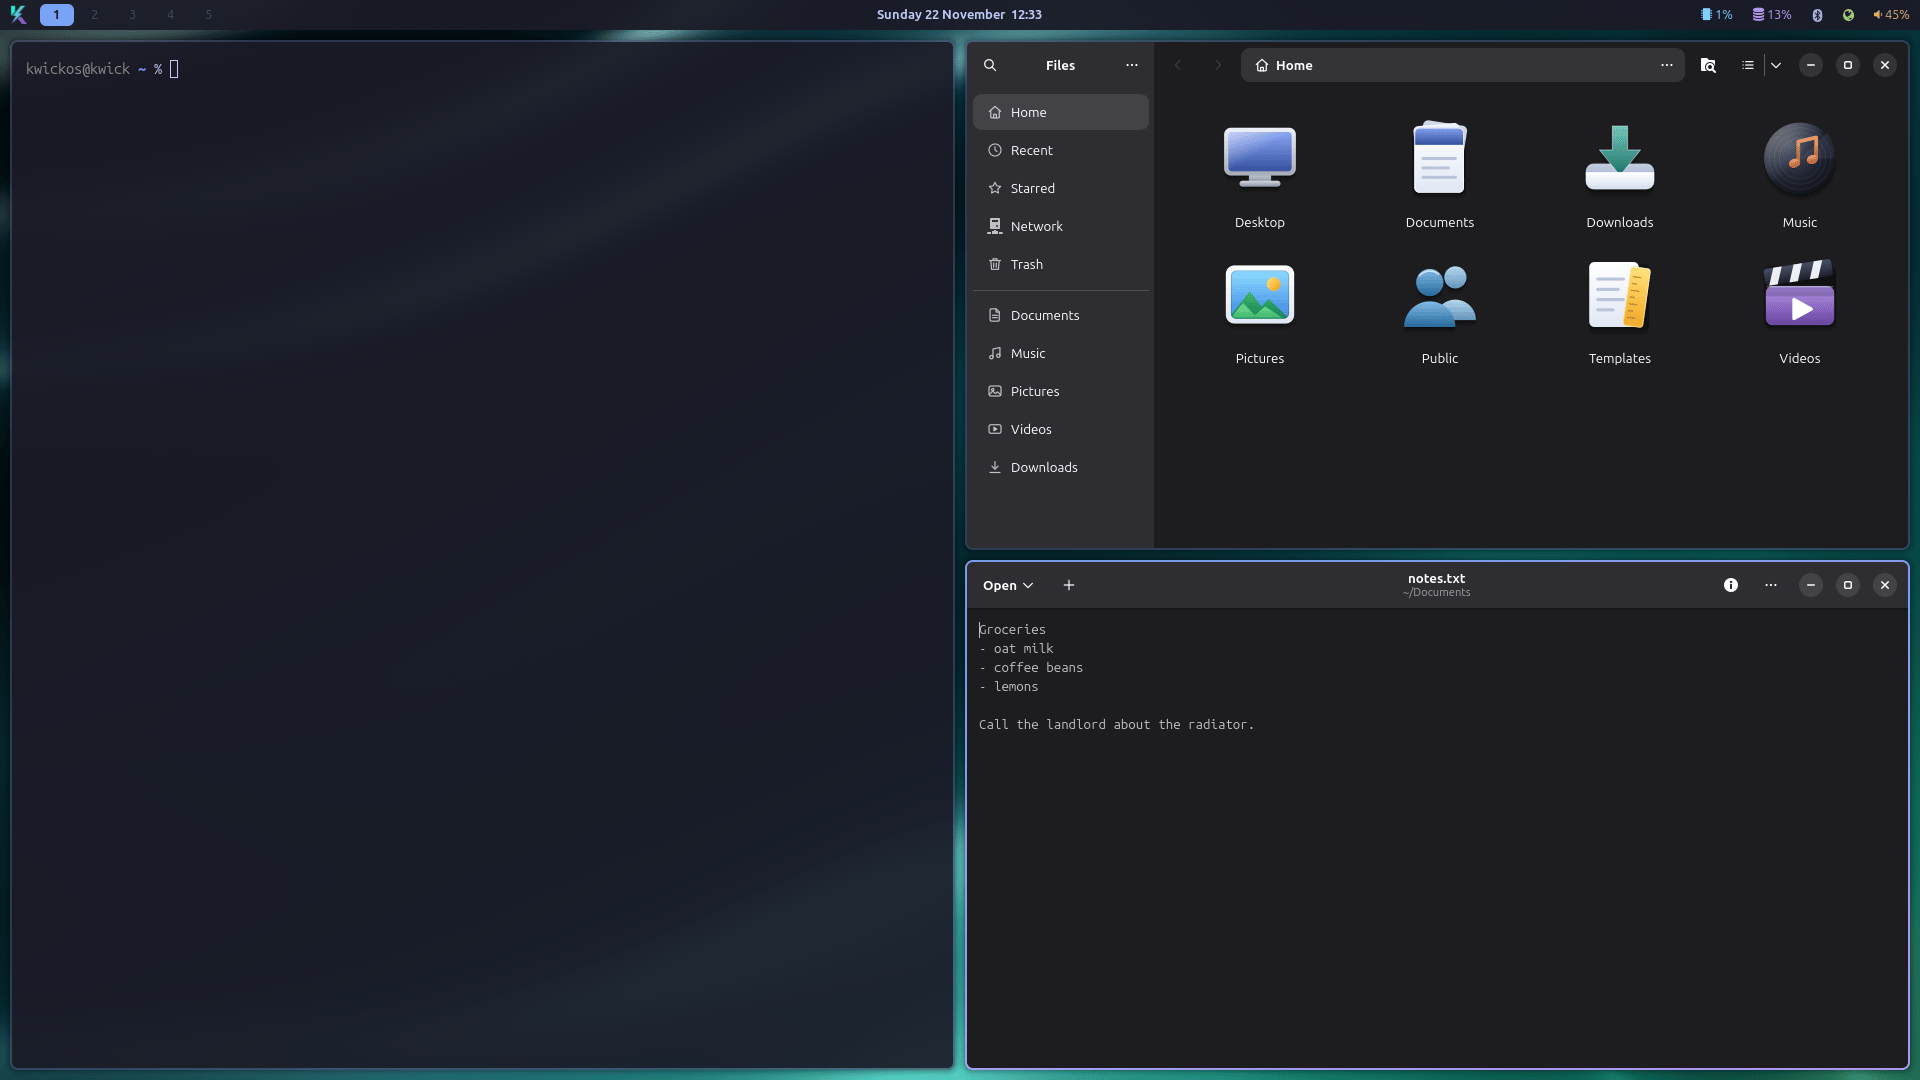 1 2 3 4 5
Sunday 22 November 12:33
1% 13% 45%
kwickos@kwick ~ %
Files
Home
Recent
Starred
Network
Trash
Documents
Music
Pictures
Videos
Downloads
Home
Desktop
Documents
Downloads
Music
Pictures
Public
Templates
Videos
Open
notes.txt
~/Documents
Groceries
- oat milk
- coffee beans
- lemons
Call the landlord about the radiator.